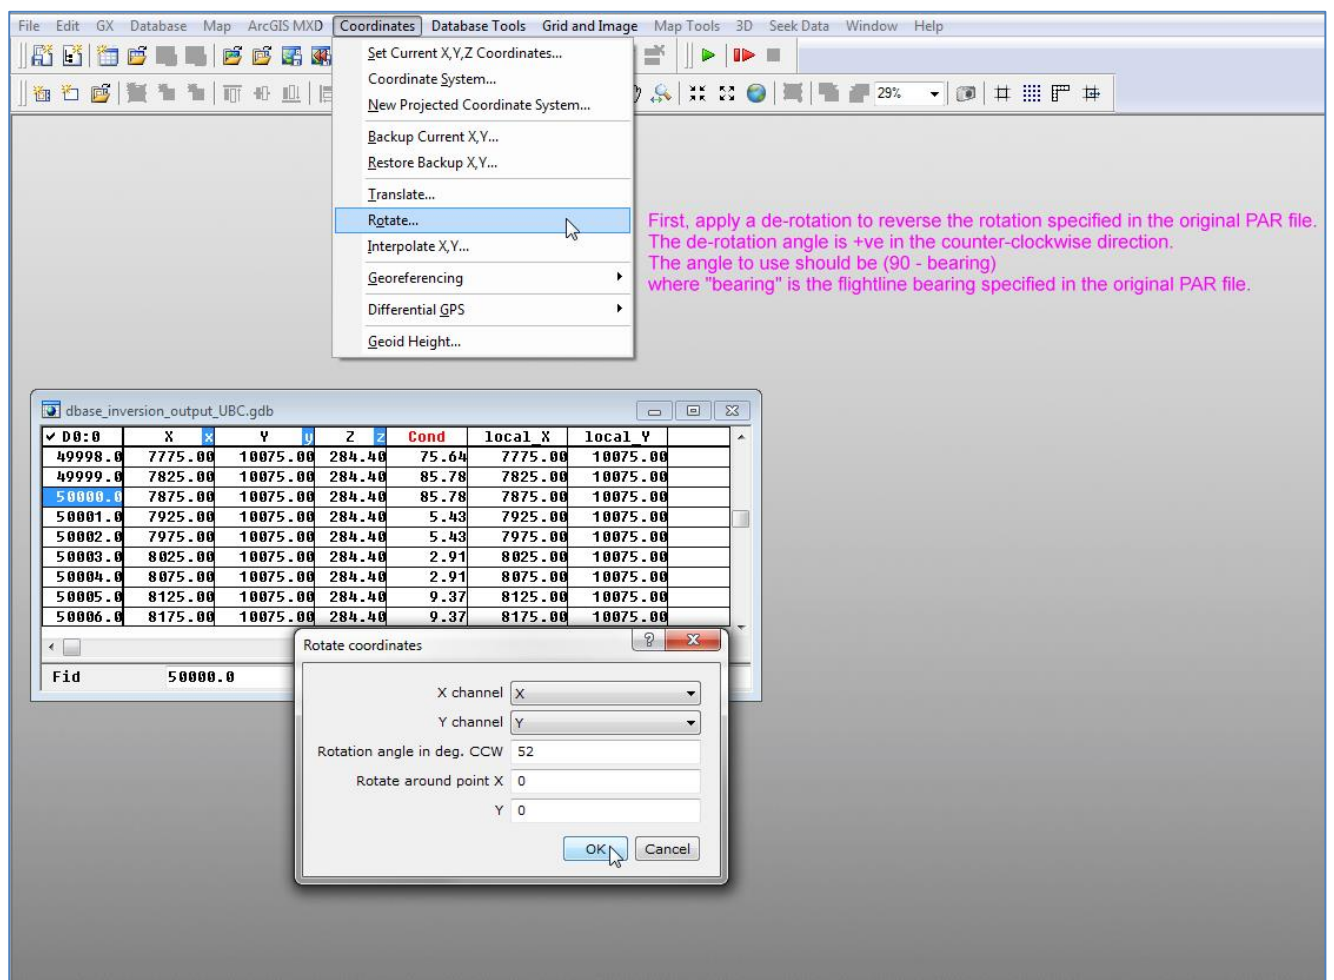 File Edit GX Database Map ArcGIS MXD Coordinates Database Tools Grid and Image Map Tools 3D Seek Data Window Help
Set Current X,Y,Z Coordinates...
Coordinate System...
New Projected Coordinate System...
29%
Backup Current X,Y...
Restore Backup X,Y...
Translate...
Rotate...
Interpolate X,Y...
Georeferencing
Differential GPS
Geoid Height...
First, apply a de-rotation to reverse the rotation specified in the original PAR file.
The de-rotation angle is +ve in the counter-clockwise direction.
The angle to use should be (90 - bearing)
where "bearing" is the flightline bearing specified in the original PAR file.
dbase_inversion_output_UBC.gdb
✓ D0:0 X x Y y Z z Cond local_X local_Y
49998.0 7775.00 10075.00 284.40 75.64 7775.00 10075.00
49999.0 7825.00 10075.00 284.40 85.78 7825.00 10075.00
50000.0 7875.00 10075.00 284.40 85.78 7875.00 10075.00
50001.0 7925.00 10075.00 284.40 5.43 7925.00 10075.00
50002.0 7975.00 10075.00 284.40 5.43 7975.00 10075.00
50003.0 8025.00 10075.00 284.40 2.91 8025.00 10075.00
50004.0 8075.00 10075.00 284.40 2.91 8075.00 10075.00
50005.0 8125.00 10075.00 284.40 9.37 8125.00 10075.00
50006.0 8175.00 10075.00 284.40 9.37 8175.00 10075.00
Fid 50000.0
Rotate coordinates
X channel X
Y channel Y
Rotation angle in deg. CCW 52
Rotate around point X 0
Y 0
OK Cancel